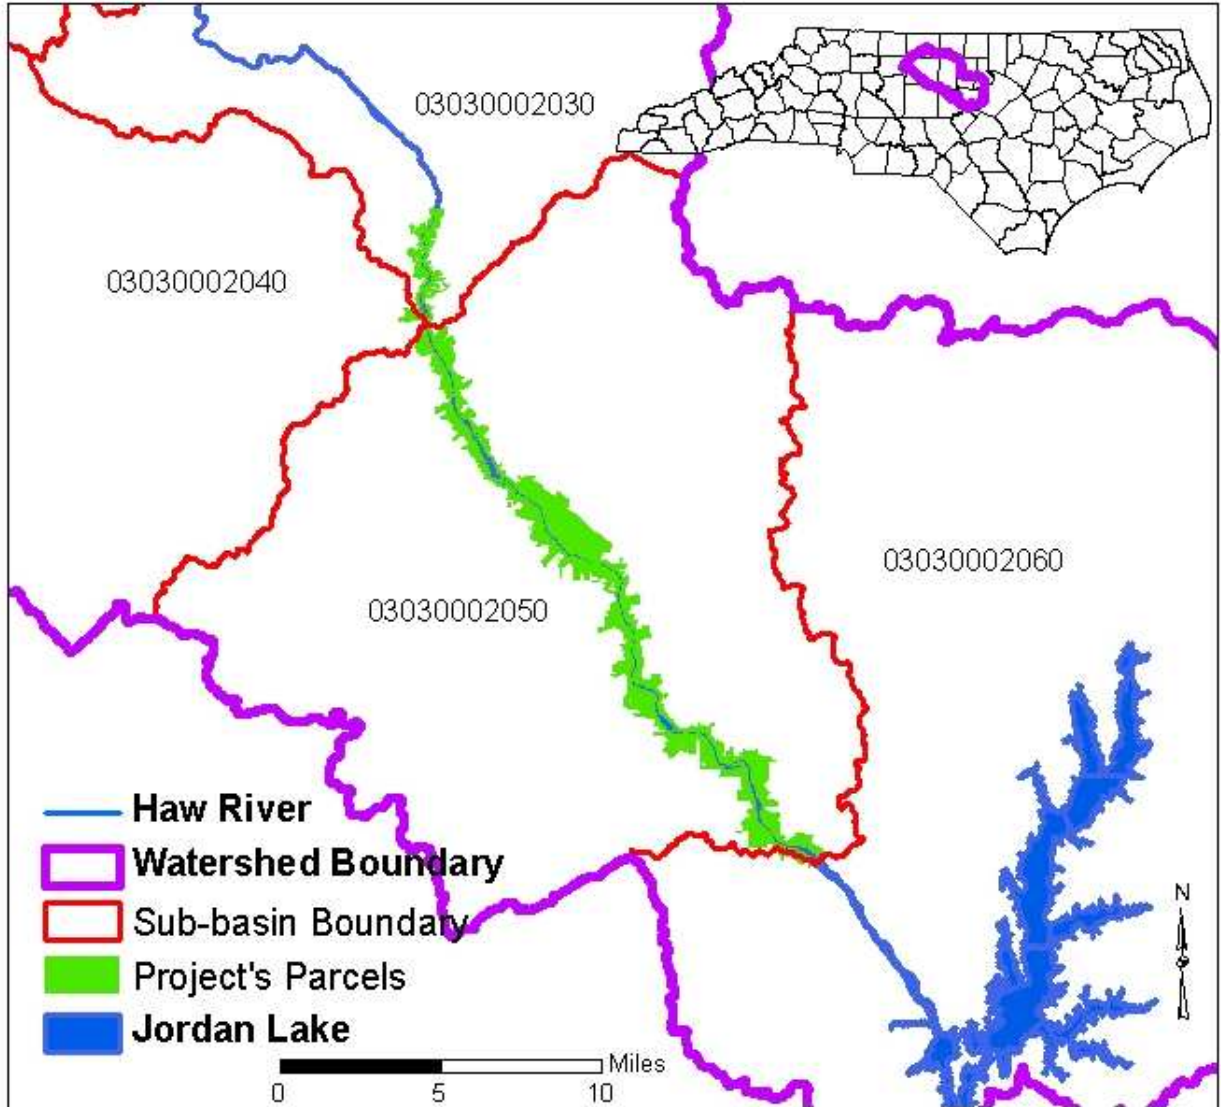 03030002030
03030002040
03030002060
03030002050
Haw River
Watershed Boundary
Sub-basin Boundary
Project's Parcels
Jordan Lake
N
Miles
0 5 10